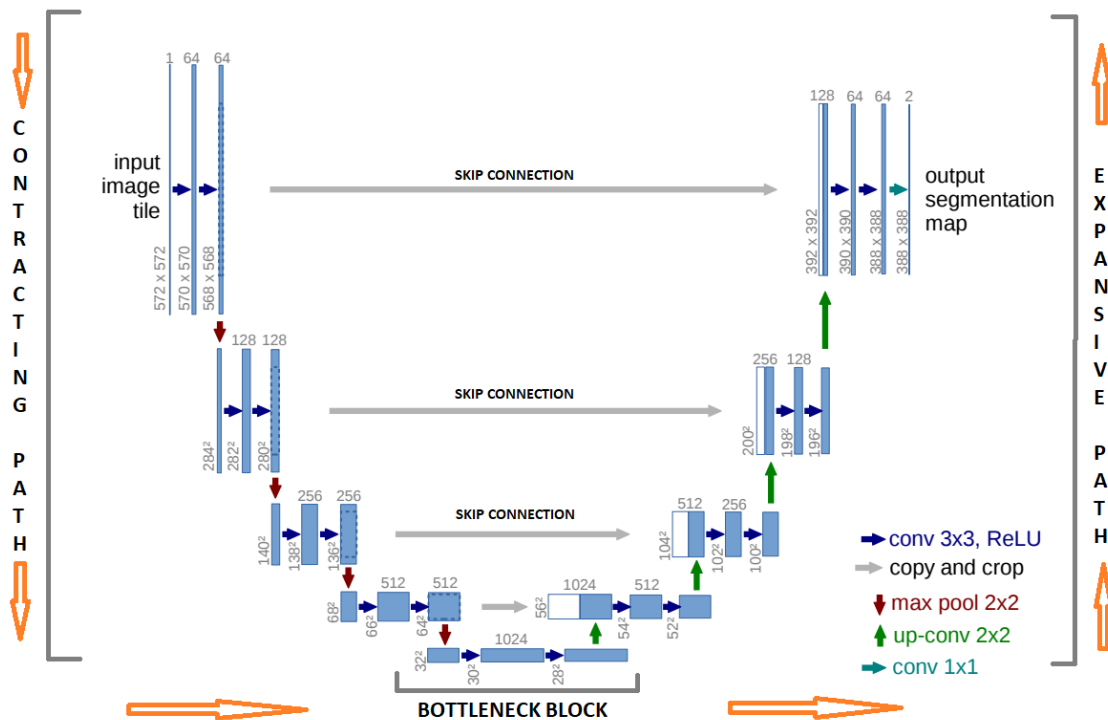 CONTRACTING PATH
1 64 64
input
image
tile
572 x 572
570 x 570
568 x 568
SKIP CONNECTION
128 64 64 2
output
segmentation
map
392 x 392
390 x 390
388 x 388
388 x 388
EXPANSIVE PATH
128 128
284²
282²
280²
SKIP CONNECTION
256 128
200²
198²
196²
256 256
140²
138²
136²
SKIP CONNECTION
512 256
104²
102²
100²
512 512
68²
66²
64²
1024 512
56²
54²
52²
1024
32²
30²
28²
BOTTLENECK BLOCK
conv 3x3, ReLU
copy and crop
max pool 2x2
up-conv 2x2
conv 1x1